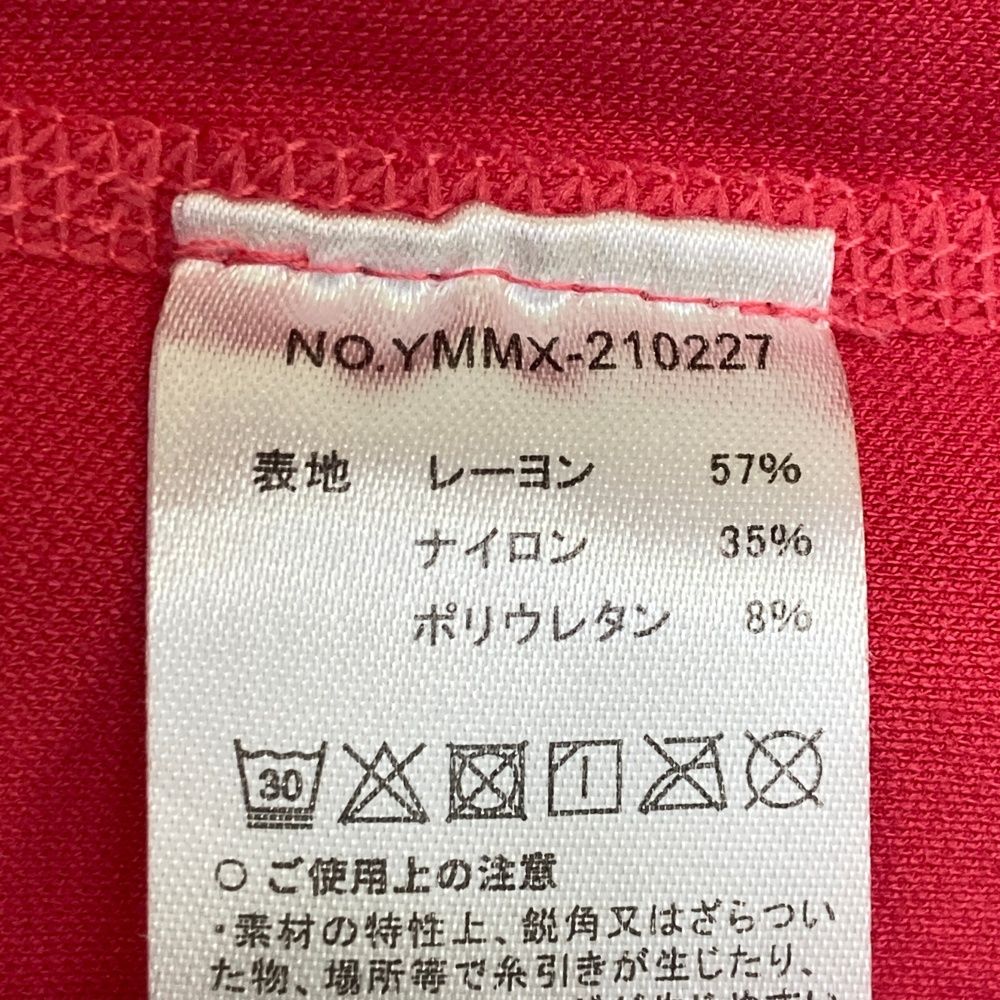 NO.YMMX-210227
表地 レーヨン 57%
ナイロン 35%
ポリウレタン 8%
30
○ ご使用上の注意
・素材の特性上、鋭角又はざらつい
た物、場所等で糸引きが生じたり、